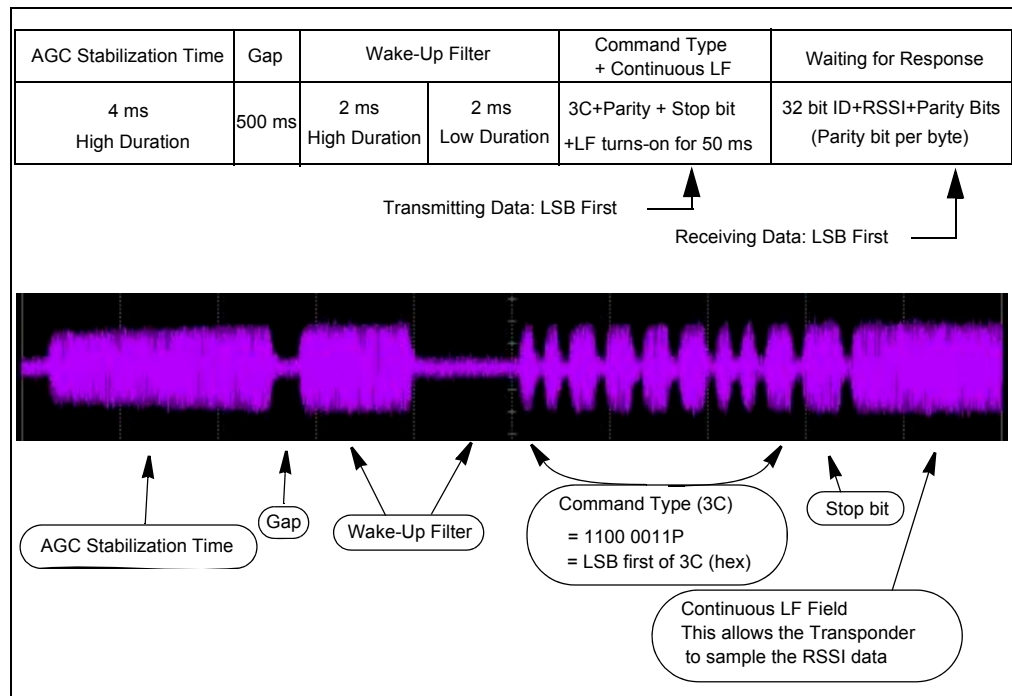 AGC Stabilization Time
Gap
Wake-Up Filter
Command Type
+ Continuous LF
Waiting for Response
4 ms
High Duration
500 ms
2 ms
High Duration
2 ms
Low Duration
3C+Parity + Stop bit
+LF turns-on for 50 ms
32 bit ID+RSSI+Parity Bits
(Parity bit per byte)
Transmitting Data: LSB First
Receiving Data: LSB First
AGC Stabilization Time
Gap
Wake-Up Filter
Command Type (3C)
= 1100 0011P
= LSB first of 3C (hex)
Stop bit
Continuous LF Field
This allows the Transponder
to sample the RSSI data